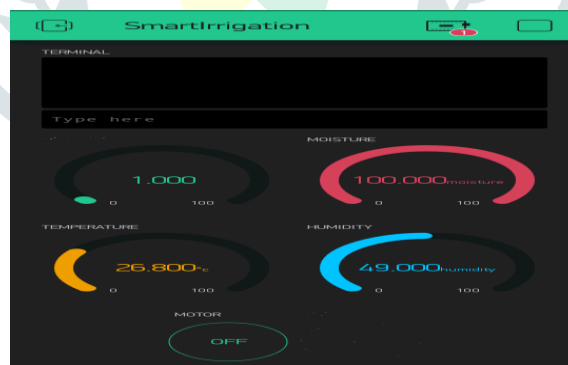 SmartIrrigation
1
TERMINAL
Type here
MOISTURE
1.000
100.000moisture
0 100
0 100
TEMPERATURE
HUMIDITY
26.800°c
49.000humidity
0 100
0 100
MOTOR
OFF